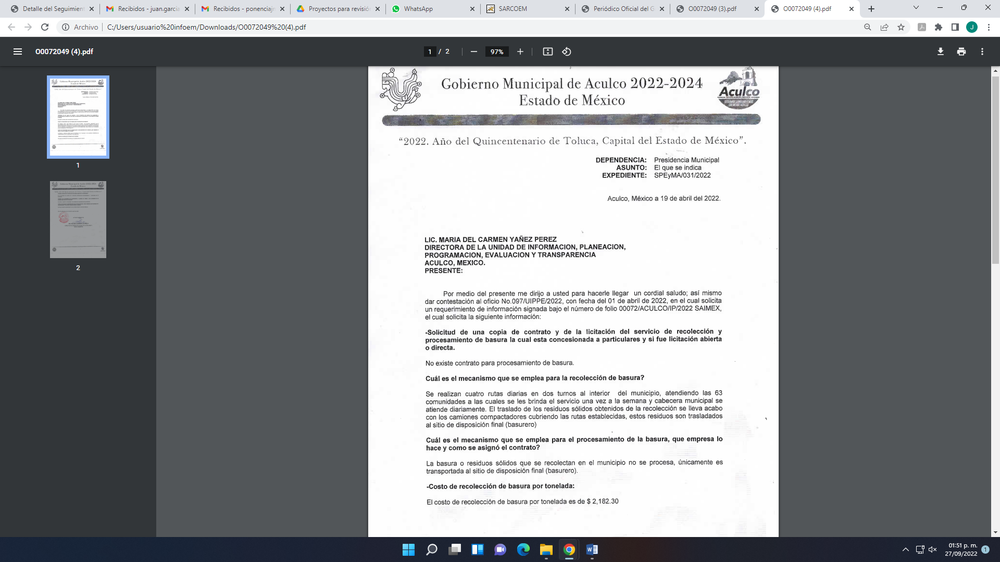 Detalle del Seguimien
Recibidos - juan.garcia
Recibidos - ponenciajr
Proyectos para revisión
WhatsApp
SARCOEM
Periódico Oficial del G
O0072049 (3).pdf
O0072049 (4).pdf
Archivo
C:/Users/usuario%20infoem/Downloads/O0072049%20(4).pdf
J
O0072049 (4).pdf
1 / 2
97%
1
2
Gobierno Municipal de Aculco 2022-2024
Estado de México
Aculco
"2022. Año del Quincentenario de Toluca, Capital del Estado de México".
DEPENDENCIA: Presidencia Municipal
ASUNTO: El que se indica
EXPEDIENTE: SPEyMA/031/2022
Aculco, México a 19 de abril del 2022.
LIC. MARIA DEL CARMEN YAÑEZ PEREZ
DIRECTORA DE LA UNIDAD DE INFORMACION, PLANEACION,
PROGRAMACION, EVALUACION Y TRANSPARENCIA
ACULCO, MEXICO.
PRESENTE:
Por medio del presente me dirijo a usted para hacerle llegar un cordial saludo; así mismo
dar contestación al oficio No.097/UIPPE/2022, con fecha del 01 de abril de 2022, en el cual solicita
un requerimiento de información signada bajo el número de folio 00072/ACULCO/IP/2022 SAIMEX,
el cual solicita la siguiente información:
-Solicitud de una copia de contrato y de la licitación del servicio de recolección y
procesamiento de basura la cual esta concesionada a particulares y si fue licitación abierta
o directa.
No existe contrato para procesamiento de basura.
Cuál es el mecanismo que se emplea para la recolección de basura?
Se realizan cuatro rutas diarias en dos turnos al interior del municipio, atendiendo las 63
comunidades a las cuales se les brinda el servicio una vez a la semana y cabecera municipal se
atiende diariamente. El traslado de los residuos sólidos obtenidos de la recolección se lleva acabo
con los camiones compactadores cubriendo las rutas establecidas, estos residuos son trasladados
al sitio de disposición final (basurero)
Cuál es el mecanismo que se emplea para el procesamiento de la basura, que empresa lo
hace y como se asignó el contrato?
La basura o residuos sólidos que se recolectan en el municipio no se procesa, únicamente es
transportada al sitio de disposición final (basurero).
-Costo de recolección de basura por tonelada:
El costo de recolección de basura por tonelada es de $ 2,182.30
01:51 p. m.
27/09/2022
1